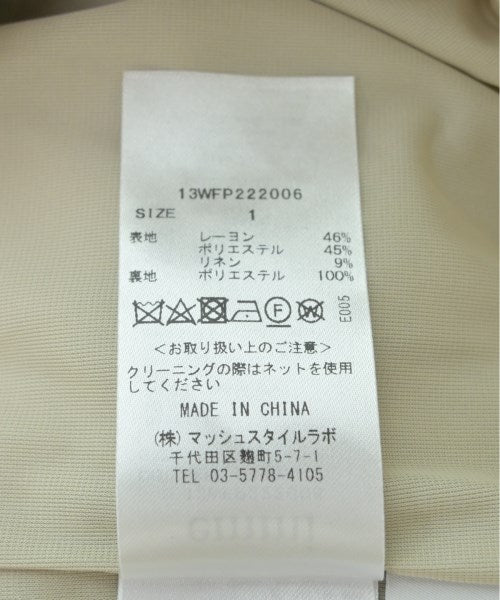 13WFP222006
SIZE 1
表地 レーヨン 46%
ポリエステル 45%
リネン 9%
裏地 ポリエステル 100%
F W E005
＜お取り扱い上のご注意＞
クリーニングの際はネットを使用
してください
MADE IN CHINA
(株) マッシュスタイルラボ
千代田区麹町5-7-1
TEL 03-5778-4105